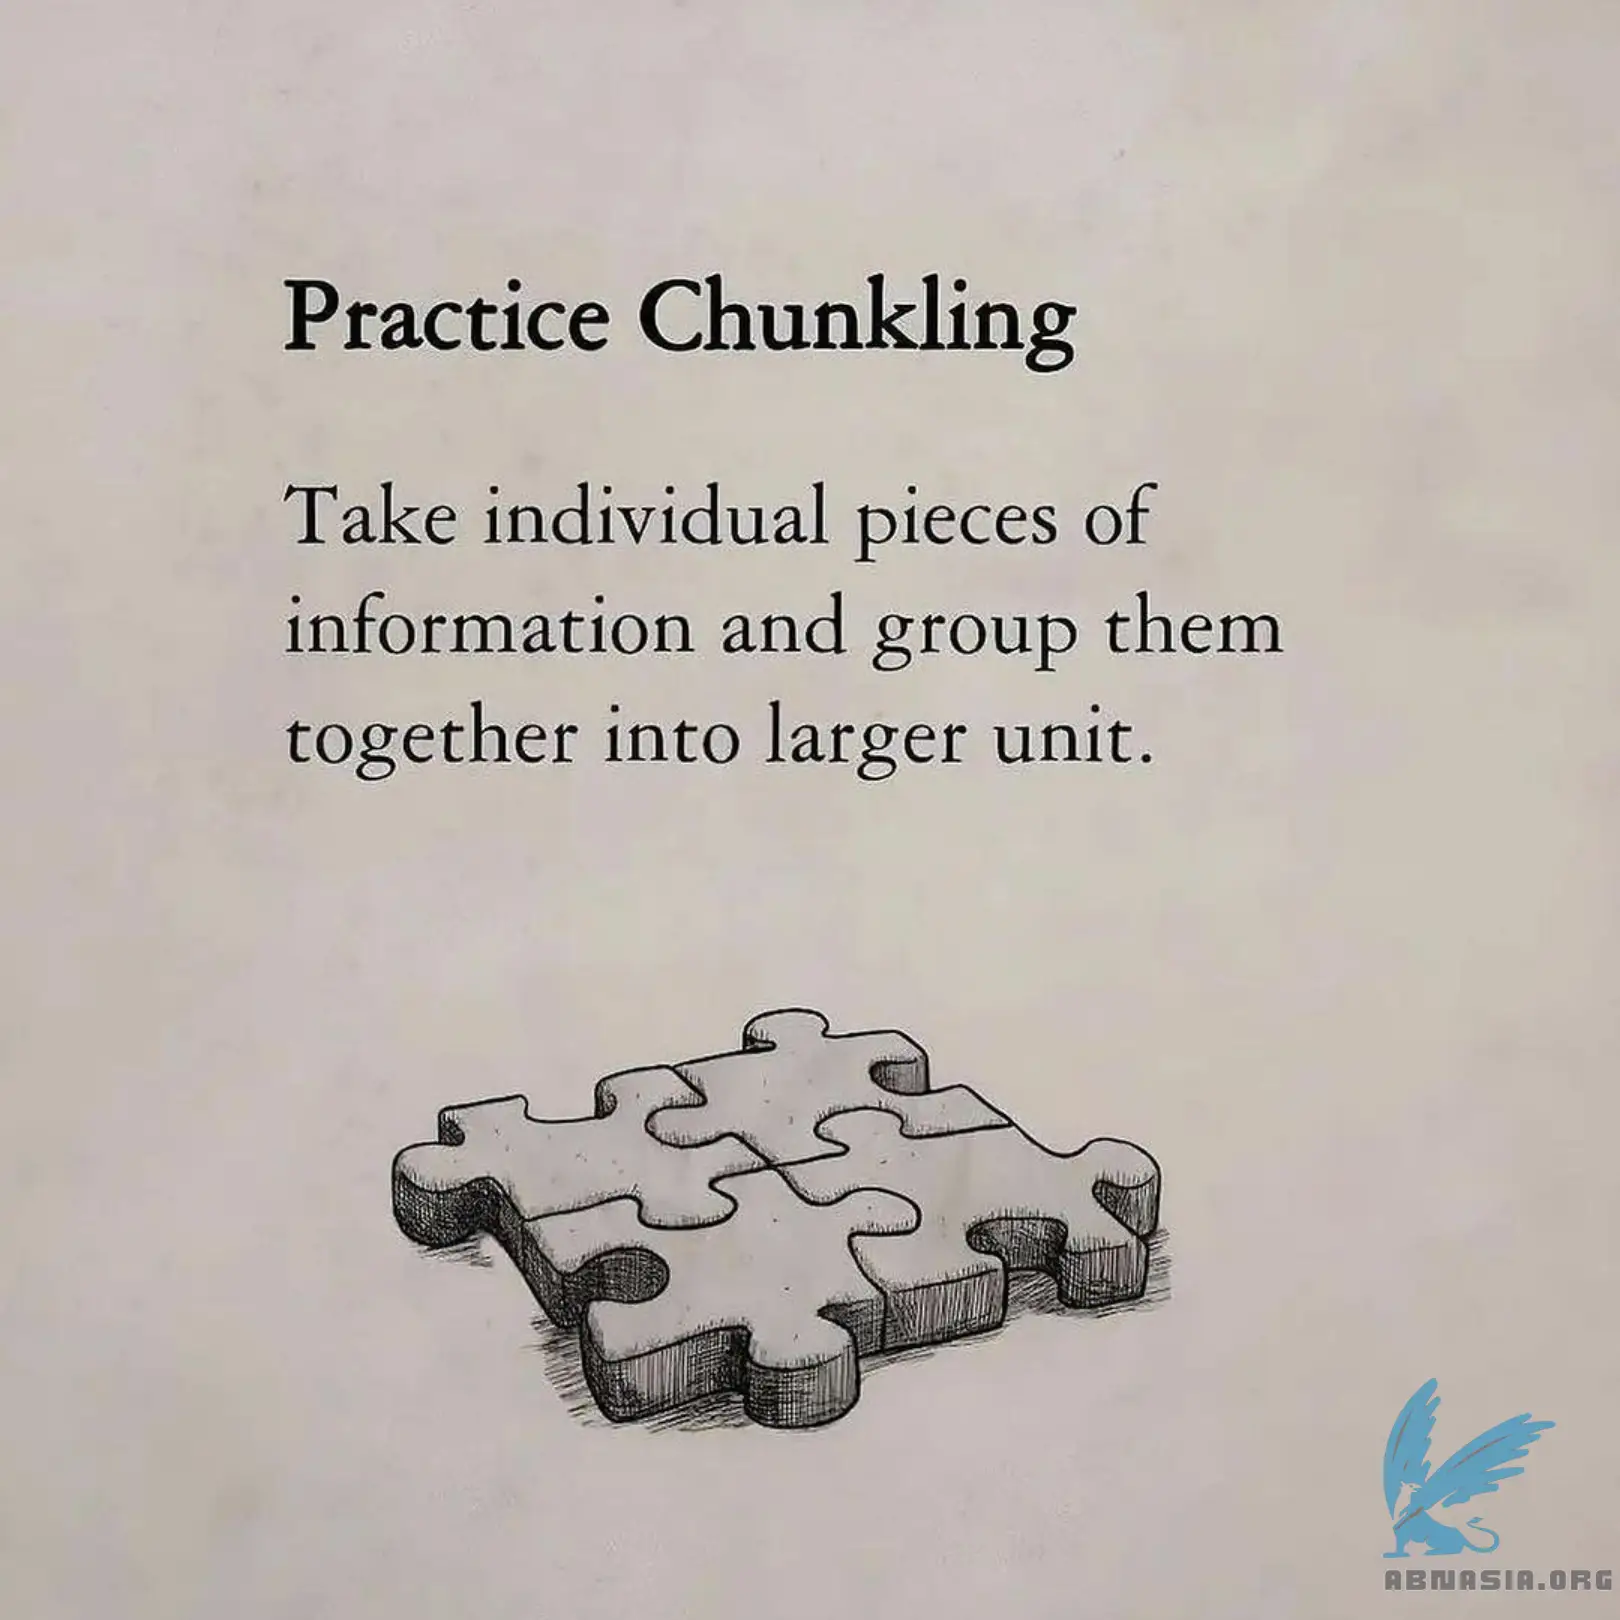 Practice Chunkling
Take individual pieces of
information and group them
together into larger unit.
ABNASIA.ORG